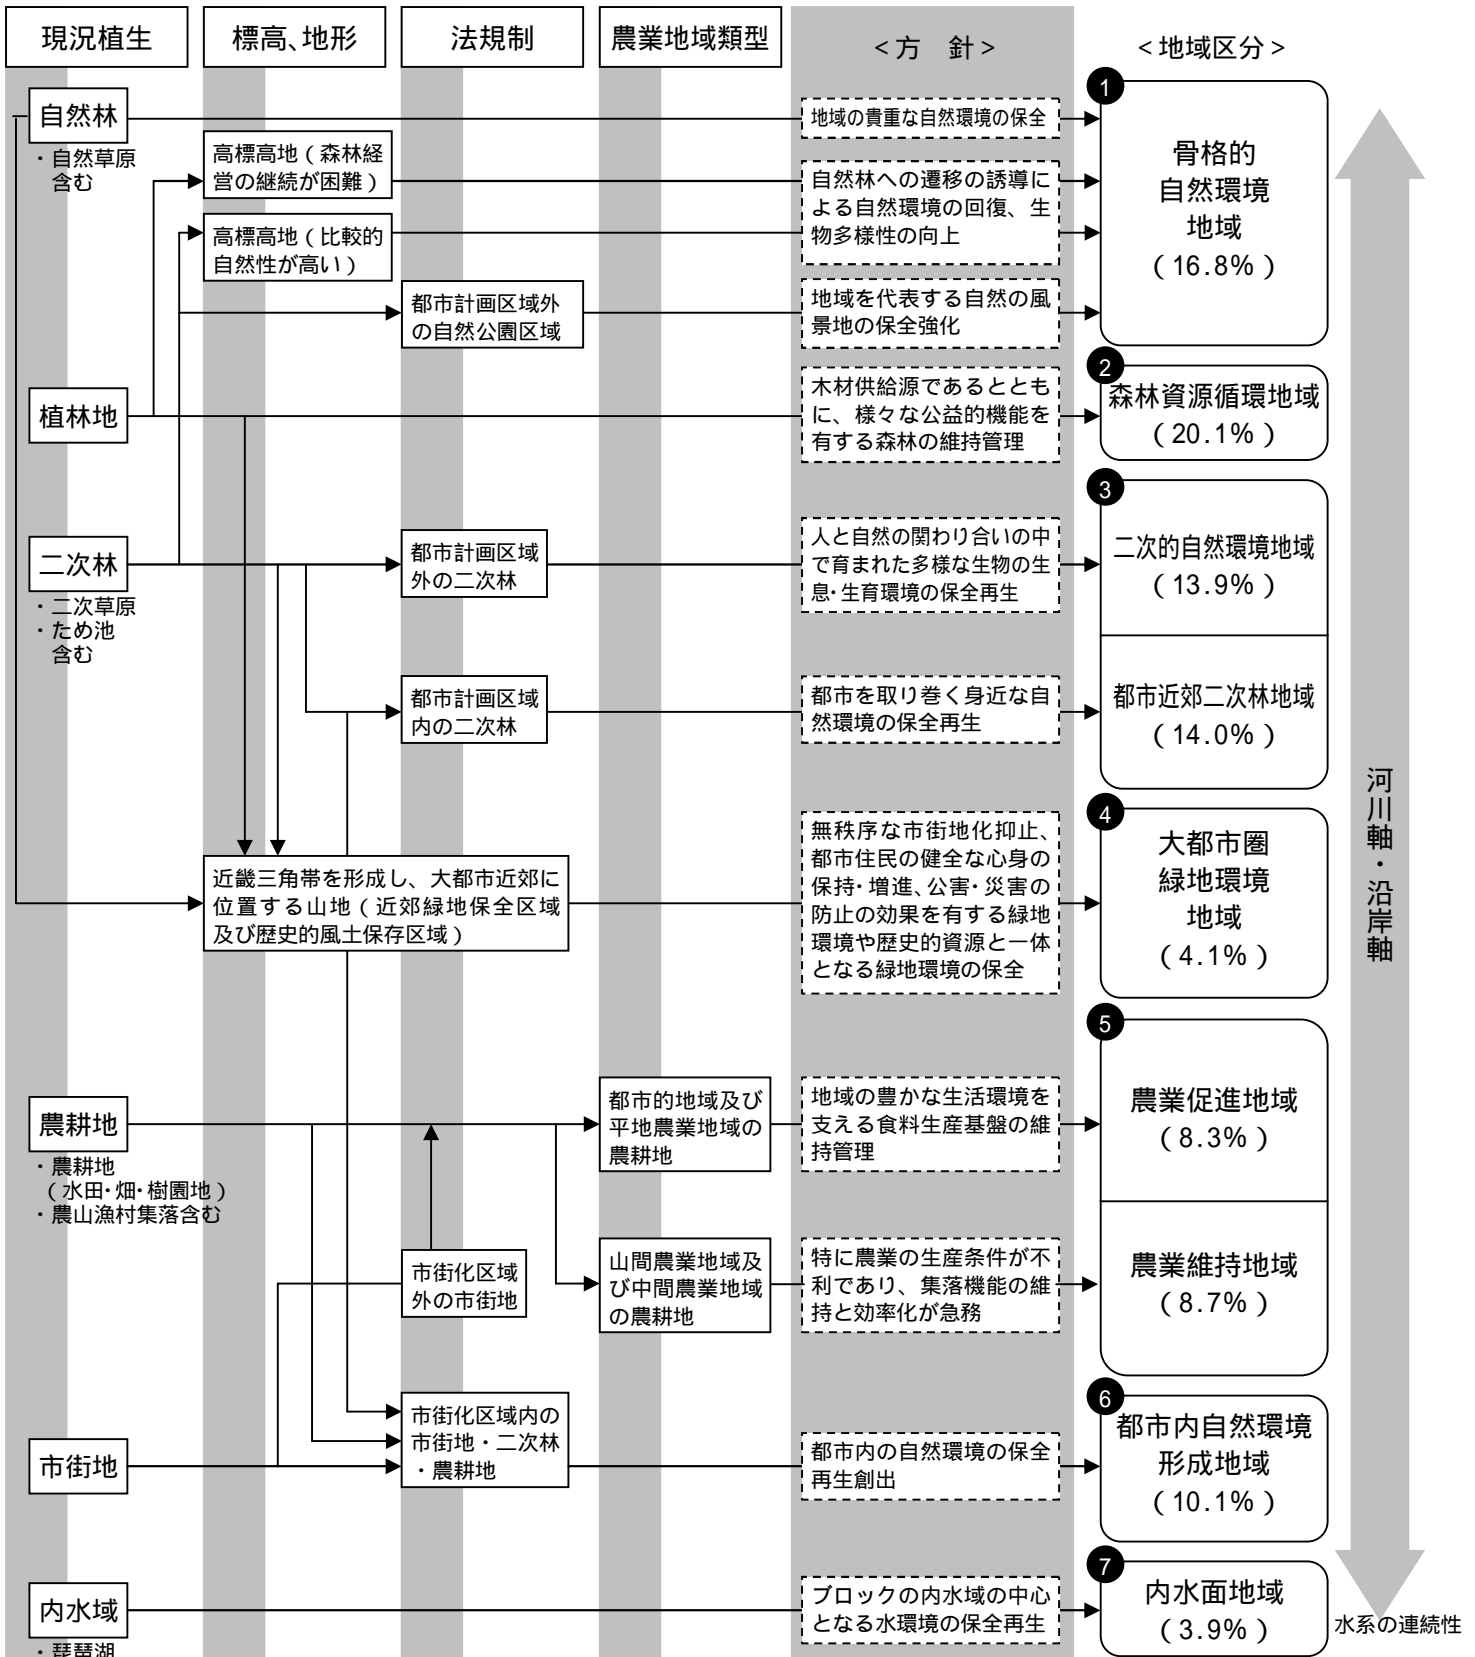 現況植生
標高、地形
法規制
農業地域類型
＜方　針＞
＜地域区分＞
自然林
・自然草原
含む
高標高地（森林経
営の継続が困難）
高標高地（比較的
自然性が高い）
都市計画区域外
の自然公園区域
地域の貴重な自然環境の保全
自然林への遷移の誘導に
よる自然環境の回復、生
物多様性の向上
地域を代表する自然の風
景地の保全強化
1
骨格的
自然環境
地域
（16.8%）
植林地
木材供給源であるととも
に、様々な公益的機能を
有する森林の維持管理
2
森林資源循環地域
（20.1%）
二次林
・二次草原
・ため池
含む
都市計画区域
外の二次林
人と自然の関わり合いの中
で育まれた多様な生物の生
息・生育環境の保全再生
3
二次的自然環境地域
（13.9%）
都市計画区域
内の二次林
都市を取り巻く身近な自
然環境の保全再生
都市近郊二次林地域
（14.0%）
近畿三角帯を形成し、大都市近郊に
位置する山地（近郊緑地保全区域
及び歴史的風土保存区域）
無秩序な市街地化抑止、
都市住民の健全な心身の
保持・増進、公害・災害の
防止の効果を有する緑地
環境や歴史的資源と一体
となる緑地環境の保全
4
大都市圏
緑地環境
地域
（4.1%）
農耕地
・農耕地
（水田・畑・樹園地）
・農山漁村集落含む
都市的地域及び
平地農業地域の
農耕地
地域の豊かな生活環境を
支える食料生産基盤の維
持管理
5
農業促進地域
（8.3%）
市街化区域
外の市街地
山間農業地域及
び中間農業地域
の農耕地
特に農業の生産条件が不
利であり、集落機能の維
持と効率化が急務
農業維持地域
（8.7%）
市街地
市街化区域内の
市街地・二次林
・農耕地
都市内の自然環境の保全
再生創出
6
都市内自然環境
形成地域
（10.1%）
内水域
・琵琶湖
ブロックの内水域の中心
となる水環境の保全再生
7
内水面地域
（3.9%）
河川軸・沿岸軸
水系の連続性